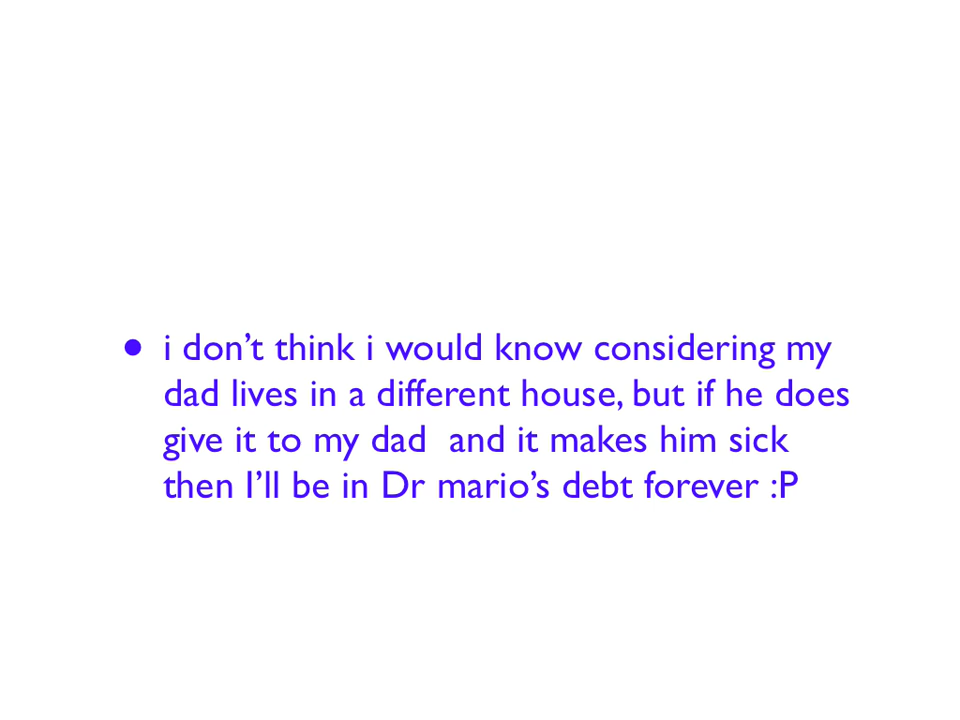 • i don’t think i would know considering my
dad lives in a different house, but if he does
give it to my dad  and it makes him sick
then I’ll be in Dr mario’s debt forever :P